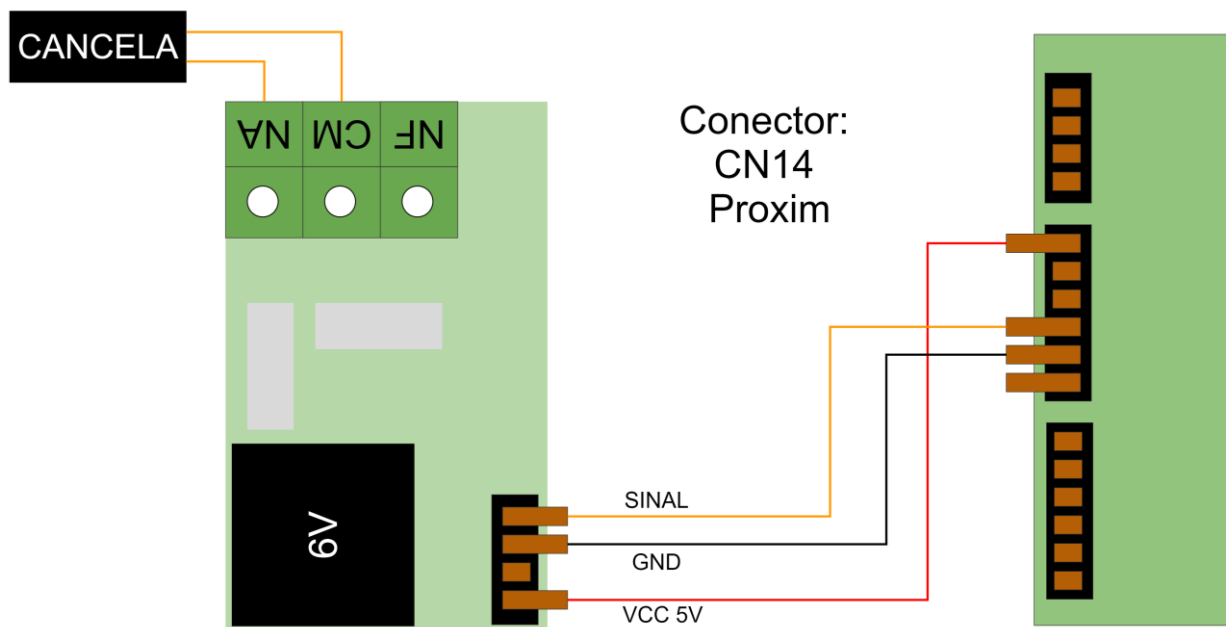 CANCELA
NA CM NF
Conector:
CN14
Proxim
6V
SINAL
GND
VCC 5V